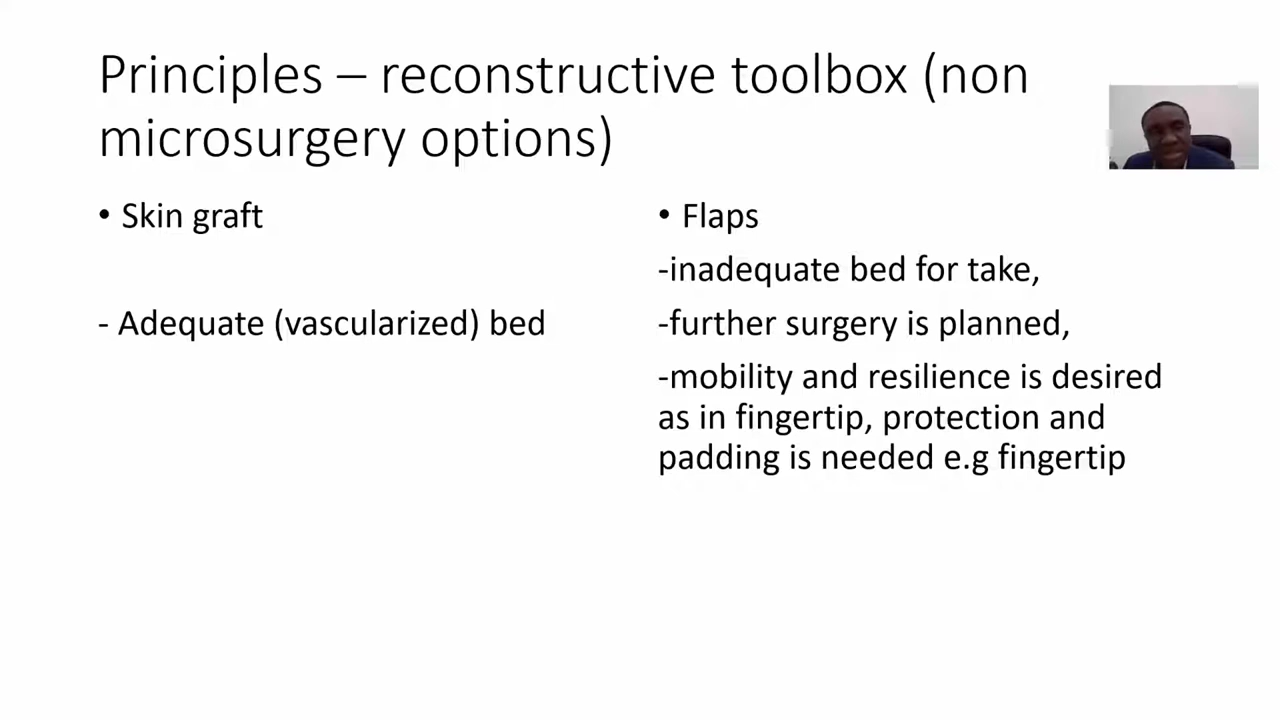 Principles – reconstructive toolbox (non
microsurgery options)
• Skin graft
- Adequate (vascularized) bed
• Flaps
-inadequate bed for take,
-further surgery is planned,
-mobility and resilience is desired
as in fingertip, protection and
padding is needed e.g fingertip